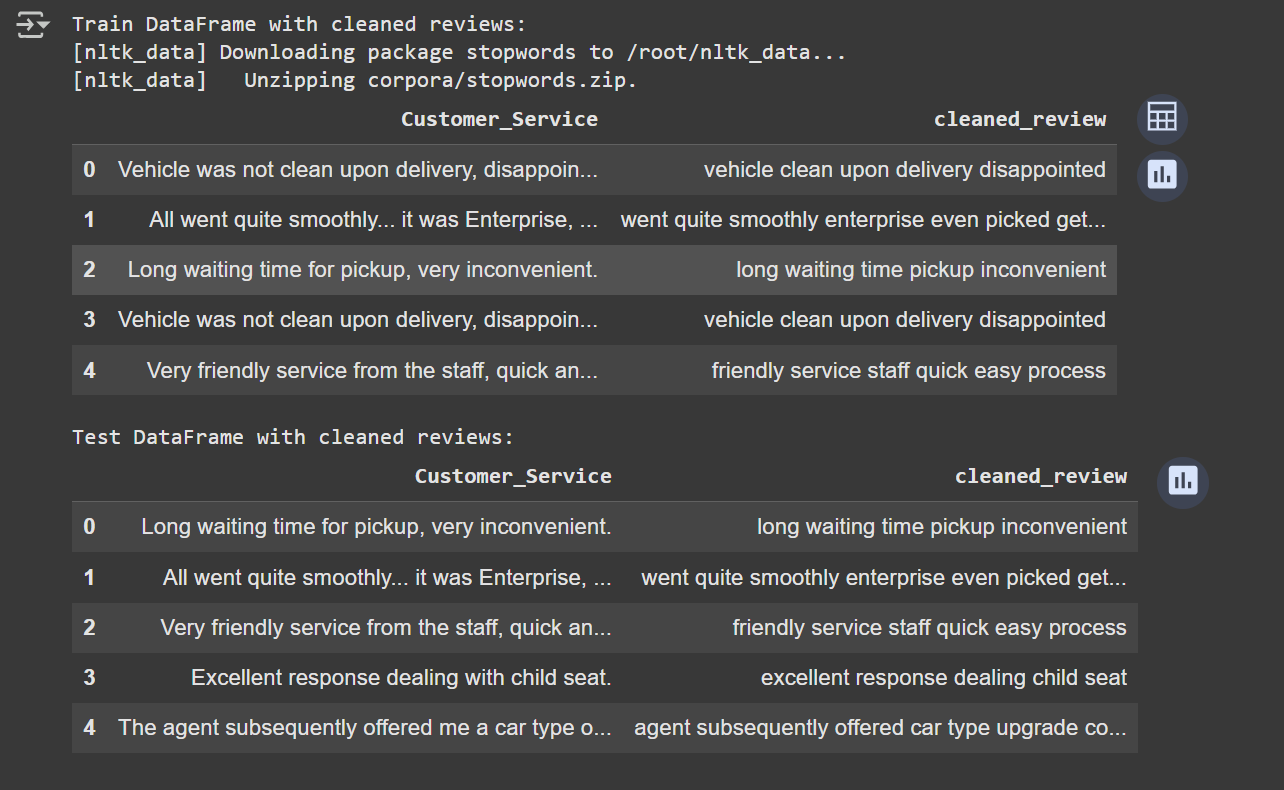 Train DataFrame with cleaned reviews:
[nltk_data] Downloading package stopwords to /root/nltk_data...
[nltk_data]   Unzipping corpora/stopwords.zip.
Customer_Service cleaned_review
0 Vehicle was not clean upon delivery, disappoin... vehicle clean upon delivery disappointed
1 All went quite smoothly... it was Enterprise, ... went quite smoothly enterprise even picked get...
2 Long waiting time for pickup, very inconvenient. long waiting time pickup inconvenient
3 Vehicle was not clean upon delivery, disappoin... vehicle clean upon delivery disappointed
4 Very friendly service from the staff, quick an... friendly service staff quick easy process
Test DataFrame with cleaned reviews:
Customer_Service cleaned_review
0 Long waiting time for pickup, very inconvenient. long waiting time pickup inconvenient
1 All went quite smoothly... it was Enterprise, ... went quite smoothly enterprise even picked get...
2 Very friendly service from the staff, quick an... friendly service staff quick easy process
3 Excellent response dealing with child seat. excellent response dealing child seat
4 The agent subsequently offered me a car type o... agent subsequently offered car type upgrade co...